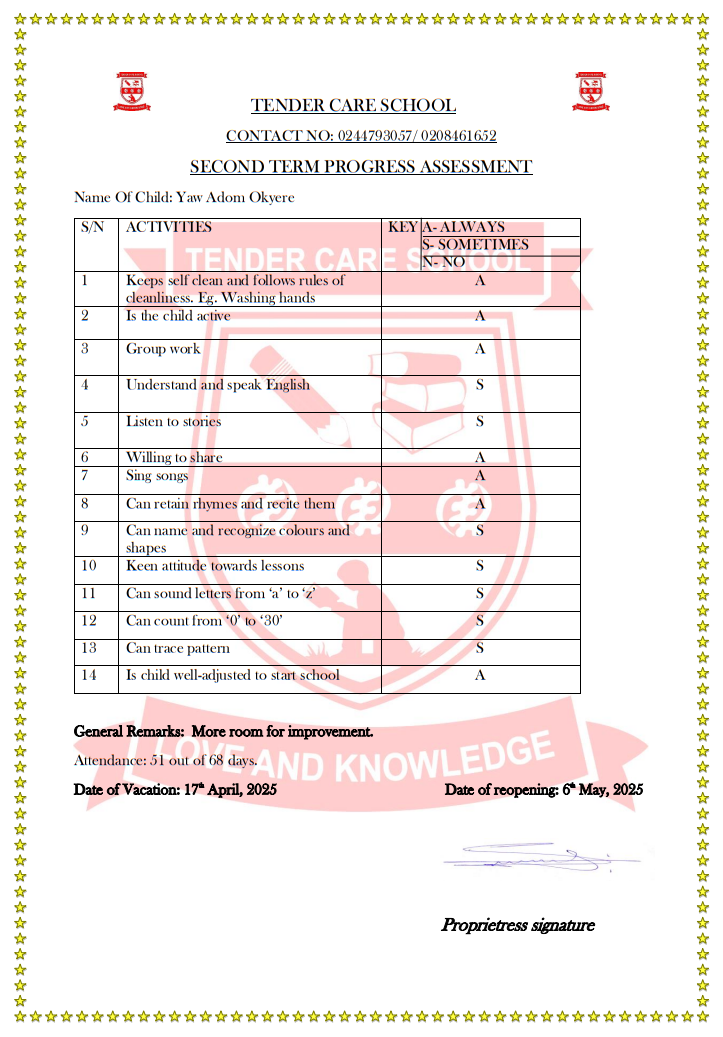 TENDER CARE SCHOOL
CONTACT NO: 0244793057/ 0208461652
SECOND TERM PROGRESS ASSESSMENT
Name Of Child: Yaw Adom Okyere
S/N ACTIVITIES KEY A- ALWAYS
S- SOMETIMES
N- NO
TENDER CARE SCHOOL
1 Keeps self clean and follows rules of A
cleanliness. Eg. Washing hands
2 Is the child active A
3 Group work A
4 Understand and speak English S
5 Listen to stories S
6 Willing to share A
7 Sing songs A
8 Can retain rhymes and recite them A
9 Can name and recognize colours and S
shapes
10 Keen attitude towards lessons S
11 Can sound letters from ‘a’ to ‘z’ S
12 Can count from ‘0’ to ‘30’ S
13 Can trace pattern S
14 Is child well-adjusted to start school A
General Remarks: More room for improvement.
LOVE AND KNOWLEDGE
Attendance: 51 out of 68 days.
Date of Vacation: 17th April, 2025 Date of reopening: 6th May, 2025
Proprietress signature